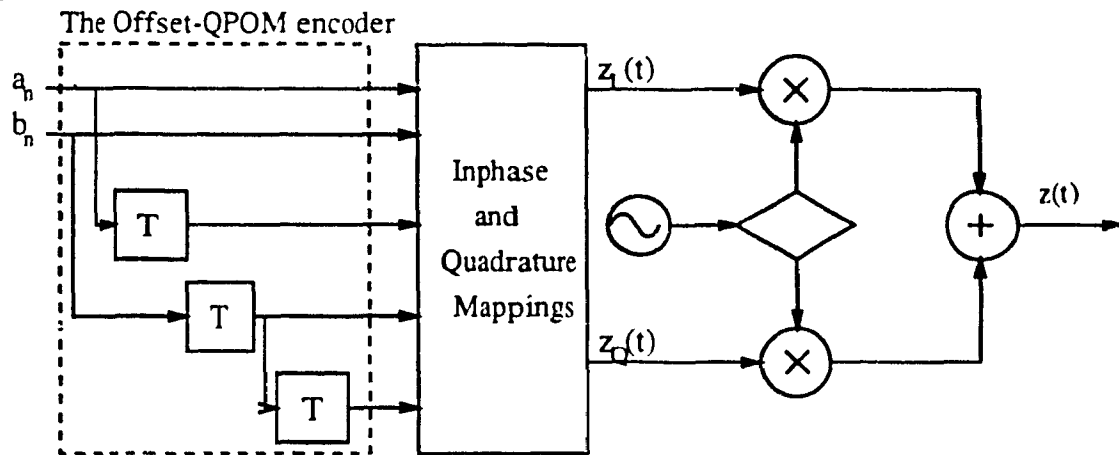 The Offset-QPOM encoder
a_n
b_n
T
T
T
Inphase
and
Quadrature
Mappings
z_I(t)
z_Q(t)
×
×
+
z(t)